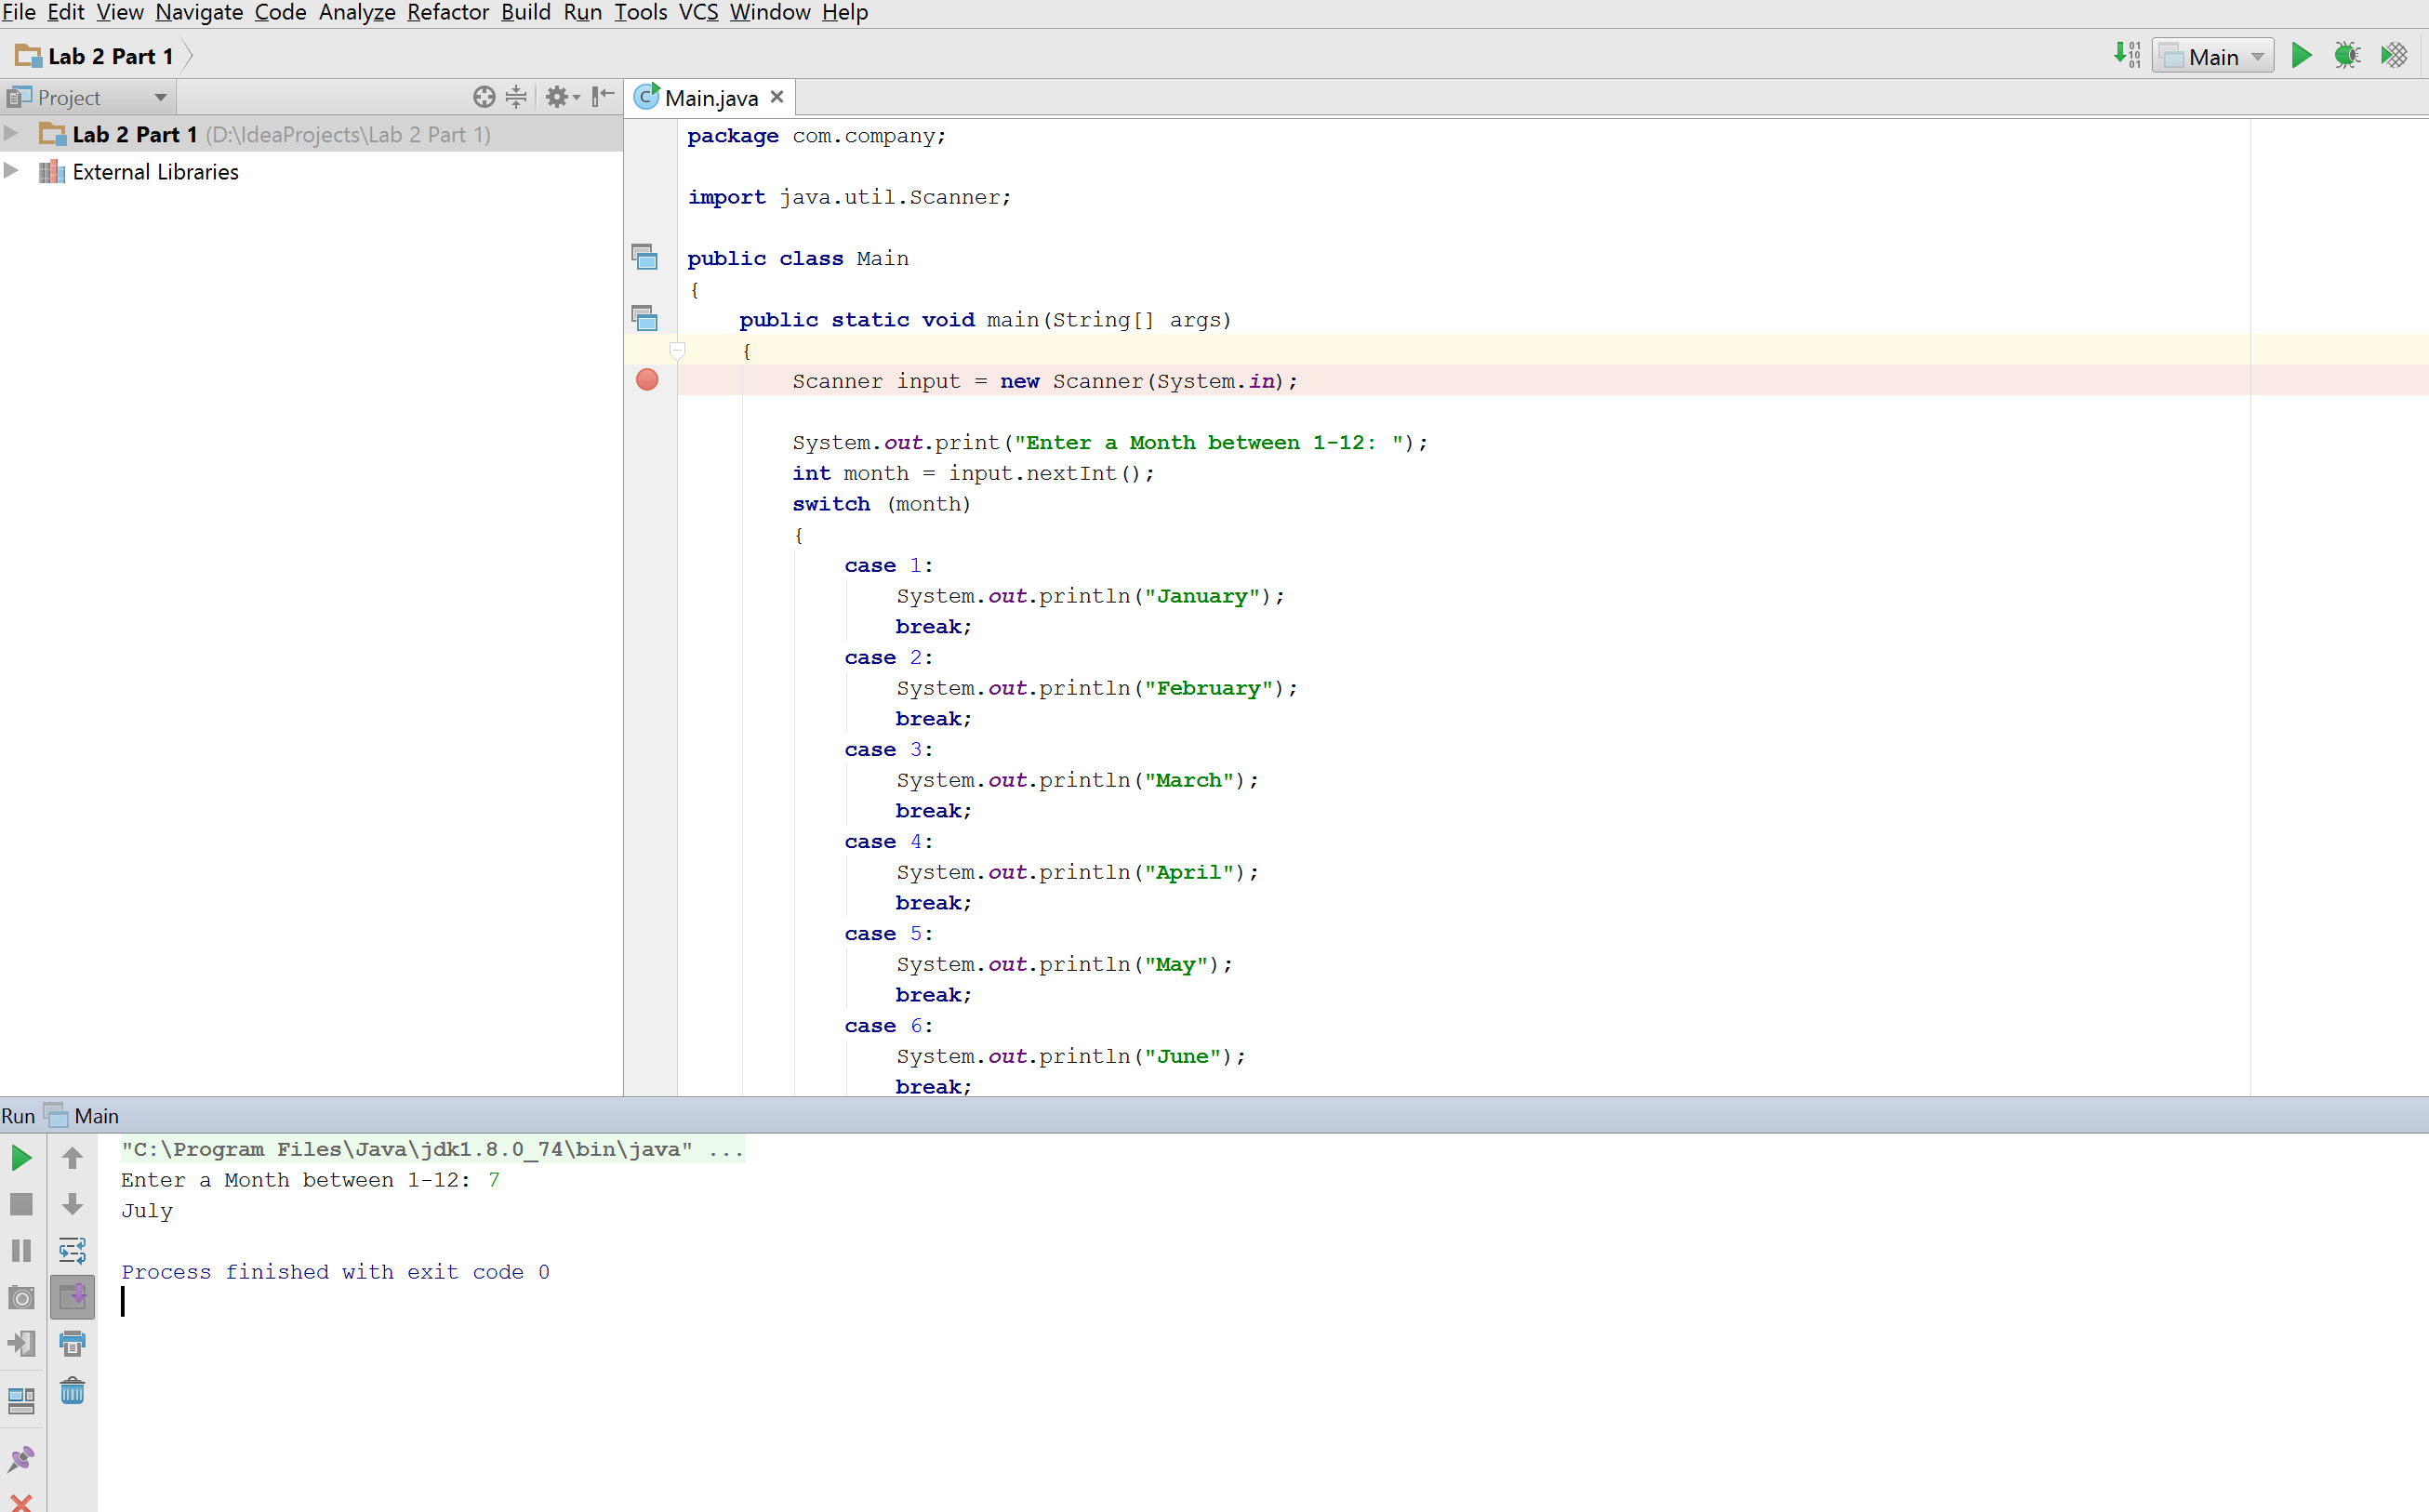 File Edit View Navigate Code Analyze Refactor Build Run Tools VCS Window Help
Lab 2 Part 1
Main
Project
Main.java
Lab 2 Part 1 (D:\IdeaProjects\Lab 2 Part 1)
External Libraries
package com.company;
import java.util.Scanner;
public class Main
{
public static void main(String[] args)
{
Scanner input = new Scanner(System.in);
System.out.print("Enter a Month between 1-12: ");
int month = input.nextInt();
switch (month)
{
case 1:
System.out.println("January");
break;
case 2:
System.out.println("February");
break;
case 3:
System.out.println("March");
break;
case 4:
System.out.println("April");
break;
case 5:
System.out.println("May");
break;
case 6:
System.out.println("June");
break;
Run Main
"C:\Program Files\Java\jdk1.8.0_74\bin\java" ...
Enter a Month between 1-12: 7
July
Process finished with exit code 0